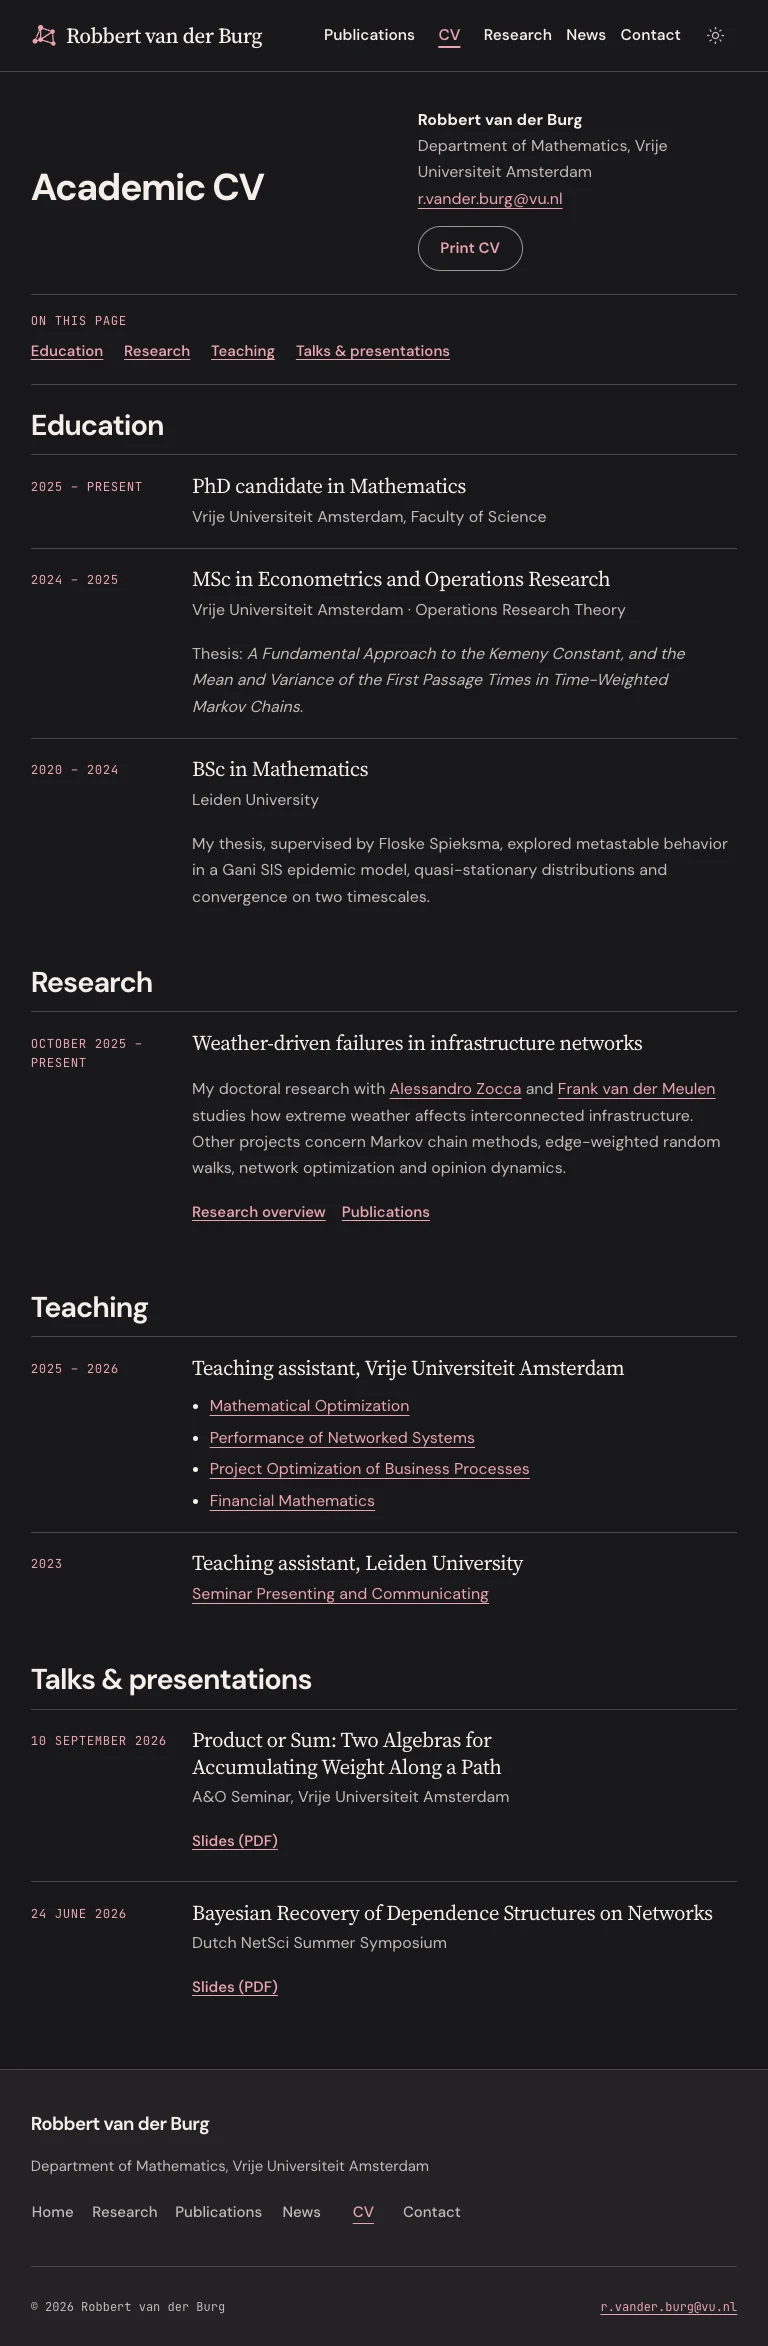 Robbert van der Burg
Publications CV Research News Contact
Academic CV
Robbert van der Burg
Department of Mathematics, Vrije
Universiteit Amsterdam
r.vander.burg@vu.nl
Print CV
ON THIS PAGE
Education Research Teaching Talks & presentations
Education
2025 – PRESENT
PhD candidate in Mathematics
Vrije Universiteit Amsterdam, Faculty of Science
2024 – 2025
MSc in Econometrics and Operations Research
Vrije Universiteit Amsterdam · Operations Research Theory
Thesis: A Fundamental Approach to the Kemeny Constant, and the
Mean and Variance of the First Passage Times in Time-Weighted
Markov Chains.
2020 – 2024
BSc in Mathematics
Leiden University
My thesis, supervised by Floske Spieksma, explored metastable behavior
in a Gani SIS epidemic model, quasi-stationary distributions and
convergence on two timescales.
Research
OCTOBER 2025 –
PRESENT
Weather-driven failures in infrastructure networks
My doctoral research with Alessandro Zocca and Frank van der Meulen
studies how extreme weather affects interconnected infrastructure.
Other projects concern Markov chain methods, edge-weighted random
walks, network optimization and opinion dynamics.
Research overview Publications
Teaching
2025 – 2026
Teaching assistant, Vrije Universiteit Amsterdam
• Mathematical Optimization
• Performance of Networked Systems
• Project Optimization of Business Processes
• Financial Mathematics
2023
Teaching assistant, Leiden University
Seminar Presenting and Communicating
Talks & presentations
10 SEPTEMBER 2026
Product or Sum: Two Algebras for
Accumulating Weight Along a Path
A&O Seminar, Vrije Universiteit Amsterdam
Slides (PDF)
24 JUNE 2026
Bayesian Recovery of Dependence Structures on Networks
Dutch NetSci Summer Symposium
Slides (PDF)
Robbert van der Burg
Department of Mathematics, Vrije Universiteit Amsterdam
Home Research Publications News CV Contact
© 2026 Robbert van der Burg
r.vander.burg@vu.nl